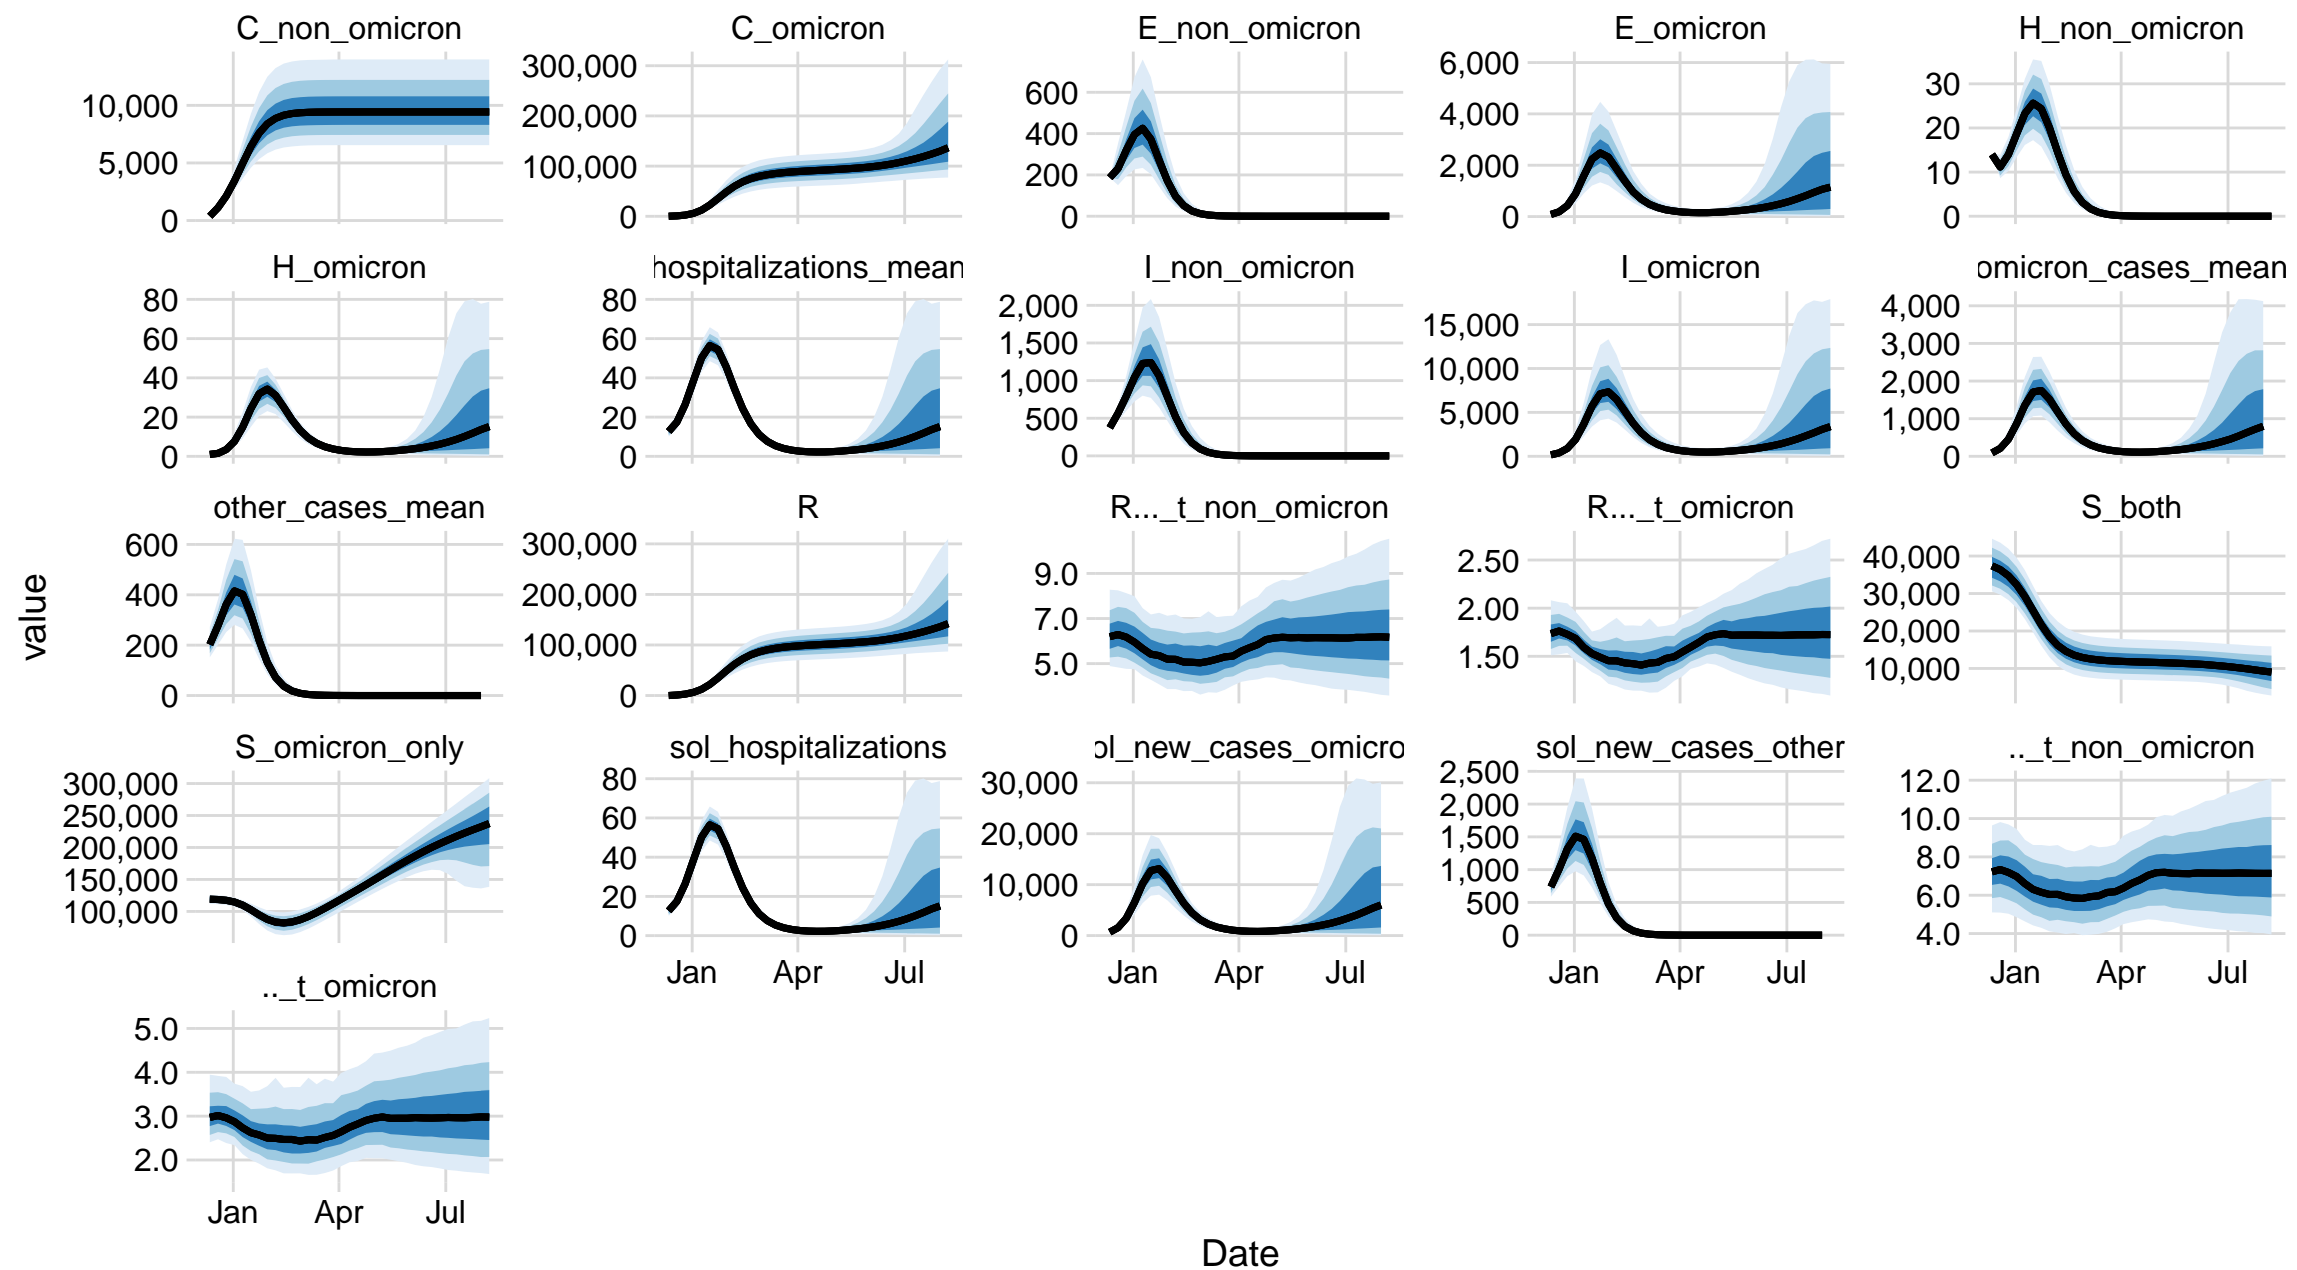 C_non_omicron C_omicron E_non_omicron E_omicron H_non_omicron
10,000 5,000 0
300,000 200,000 100,000 0
600 400 200 0
6,000 4,000 2,000 0
30 20 10 0
H_omicron hospitalizations_mean I_non_omicron I_omicron omicron_cases_mean
80 60 40 20 0
80 60 40 20 0
2,000 1,500 1,000 500 0
15,000 10,000 5,000 0
4,000 3,000 2,000 1,000 0
other_cases_mean R R..._t_non_omicron R..._t_omicron S_both
600 400 200 0
300,000 200,000 100,000 0
9.0 7.0 5.0
2.50 2.00 1.50
40,000 30,000 20,000 10,000
value
S_omicron_only sol_hospitalizations ol_new_cases_omicro sol_new_cases_other .._t_non_omicron
300,000 250,000 200,000 150,000 100,000
80 60 40 20 0
30,000 20,000 10,000 0
2,500 2,000 1,500 1,000 500 0
12.0 10.0 8.0 6.0 4.0
Jan Apr Jul Jan Apr Jul Jan Apr Jul Jan Apr Jul
.._t_omicron
5.0 4.0 3.0 2.0
Jan Apr Jul
Date